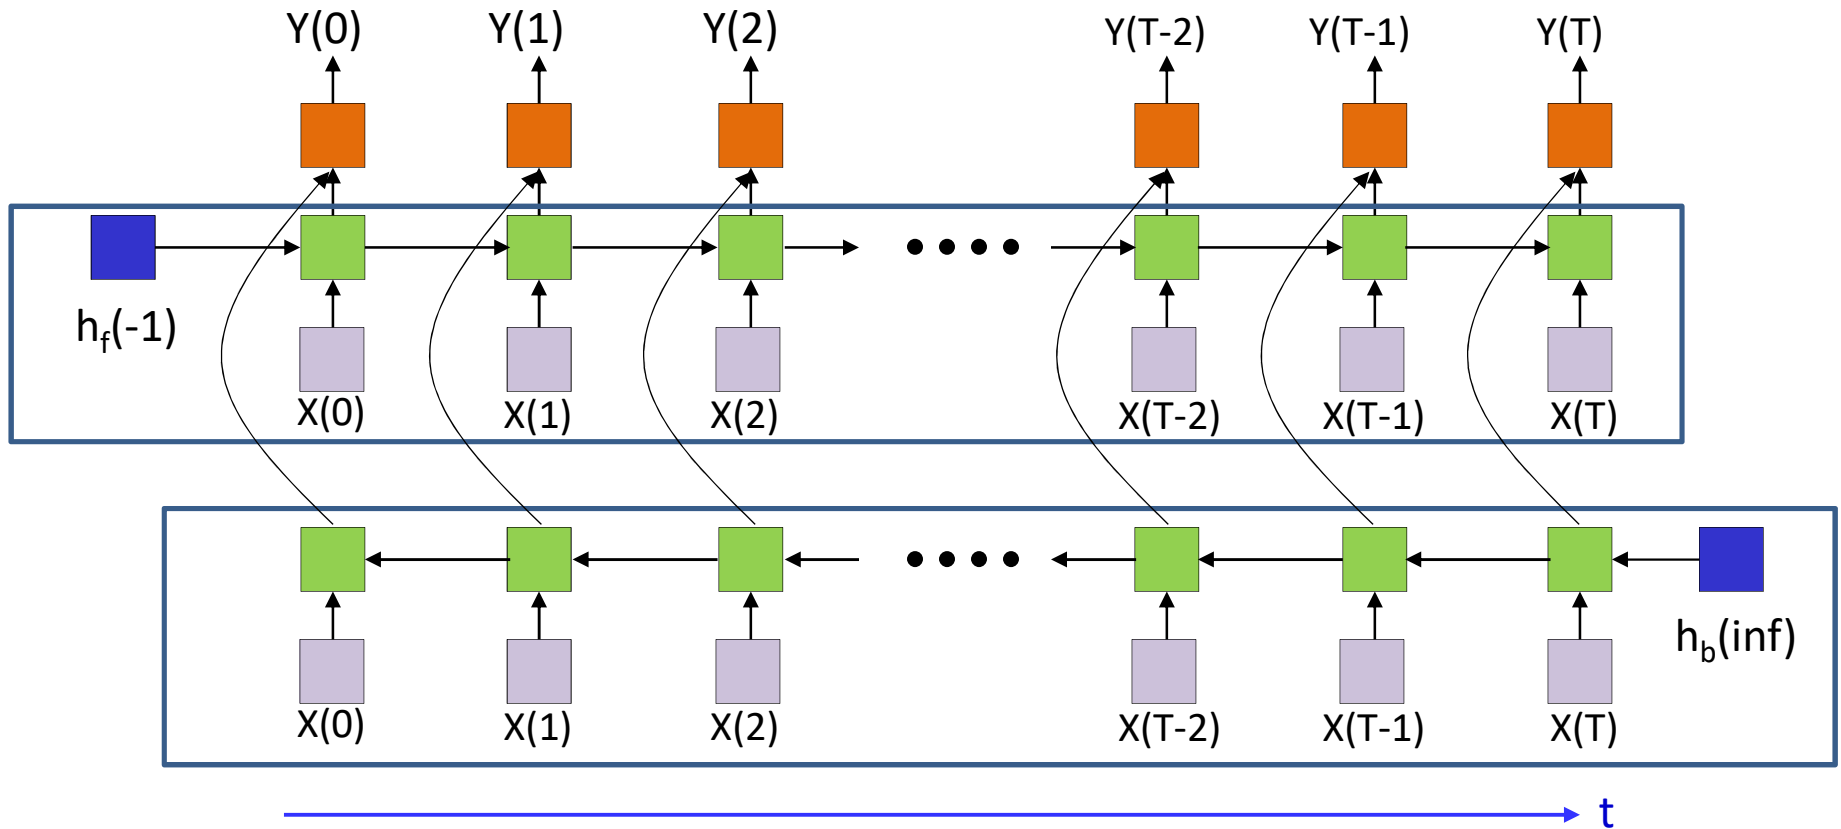 Y(0) Y(1) Y(2) Y(T-2) Y(T-1) Y(T)
hf(-1)
X(0) X(1) X(2) X(T-2) X(T-1) X(T)
hb(inf)
X(0) X(1) X(2) X(T-2) X(T-1) X(T)
t